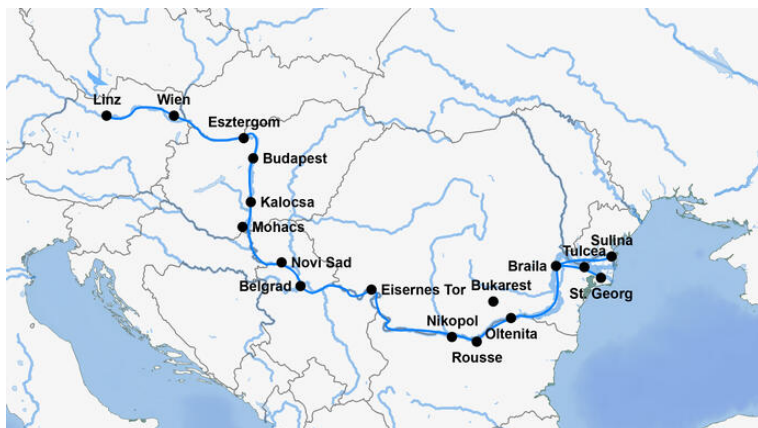 Linz
Wien
Esztergom
Budapest
Kalocsa
Mohacs
Novi Sad
Belgrad
Eisernes Tor
Nikopol
Rousse
Oltenita
Bukarest
Braila
Tulcea
Sulina
St. Georg